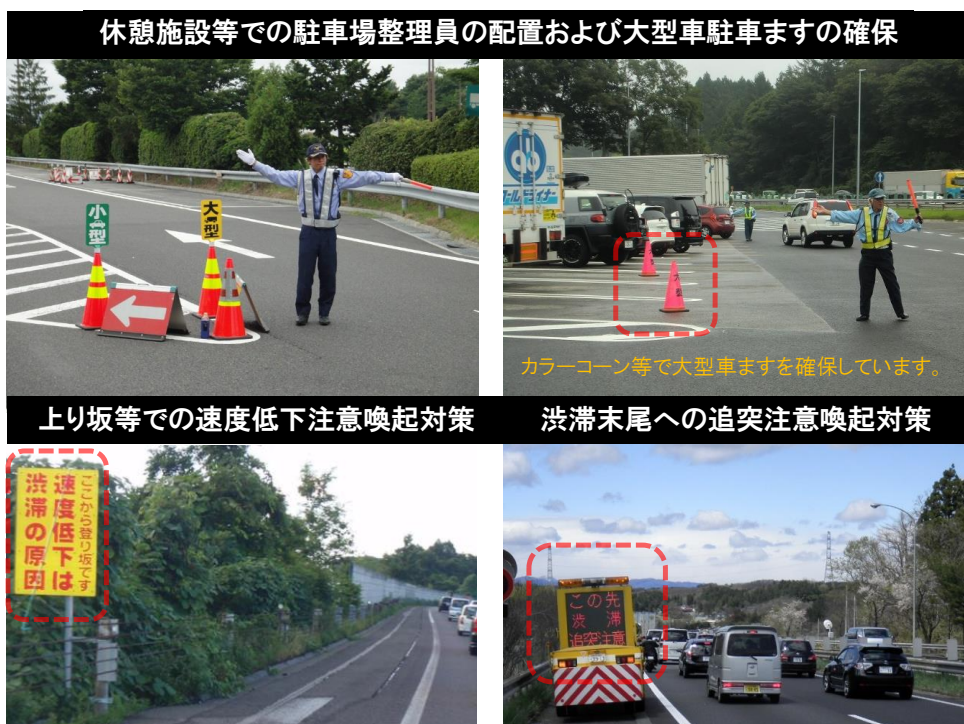 休憩施設等での駐車場整理員の配置および大型車駐車ますの確保
小型
大型
カラーコーン等で大型車ますを確保しています。
上り坂等での速度低下注意喚起対策
渋滞末尾への追突注意喚起対策
ここから登り坂です
速度低下は
渋滞の原因
この先
渋滞
追突注意